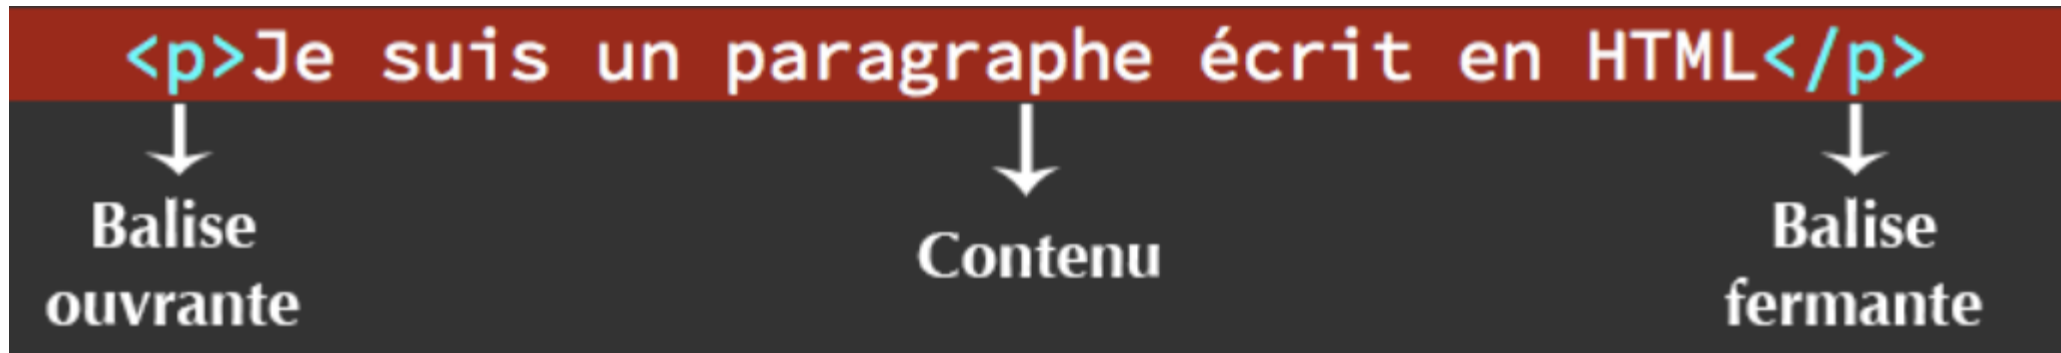 <p>Je suis un paragraphe écrit en HTML</p>
Balise
ouvrante
Contenu
Balise
fermante